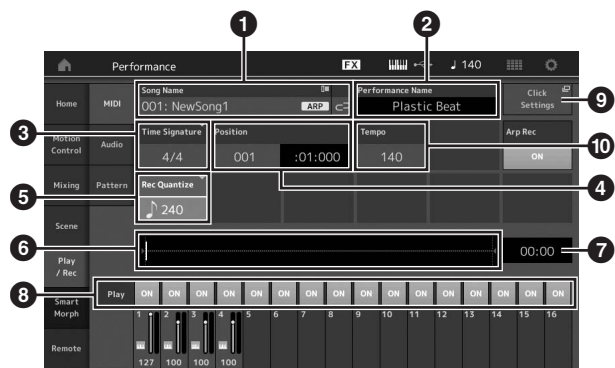 1 2
Performance FX 140
Song Name Performance Name Click Settings 9
001: NewSong1 ARP Plastic Beat
Home MIDI
3 Time Signature Position Tempo Arp Rec 10
Motion Control Audio
4/4 001 :01:000 140 ON
4
Mixing Pattern Rec Quantize
5 240
Scene
6 00:00 7
Play / Rec
8 Play ON ON ON ON ON ON ON ON ON ON ON ON ON ON ON ON
Smart Morph 1 2 3 4 5 6 7 8 9 10 11 12 13 14 15 16
Remote
127 100 100 100